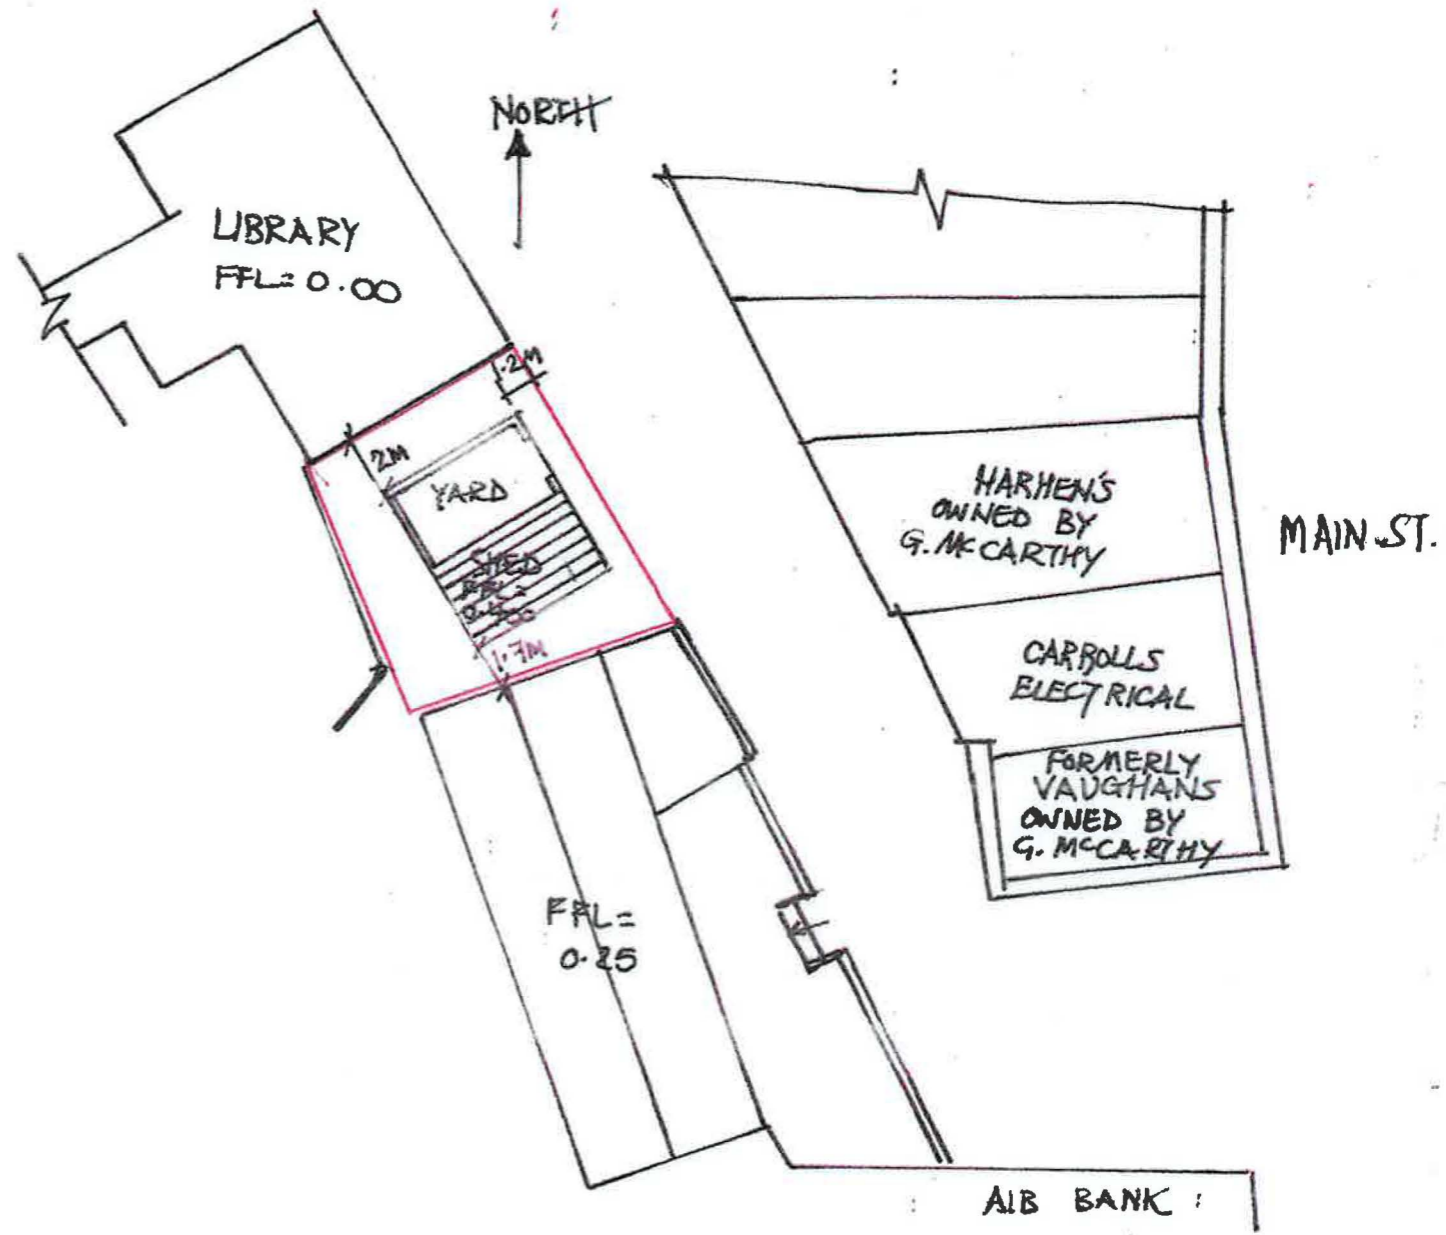 NORTH
LIBRARY
FFL=0.00
.2M
2M
YARD
SHED
FFL=
1.7M
HARHEN'S
OWNED BY
G. McCARTHY
MAIN ST.
CARROLLS
ELECTRICAL
FORMERLY
VAUGHANS
OWNED BY
G. McCARTHY
FFL=
0.25
AIB BANK